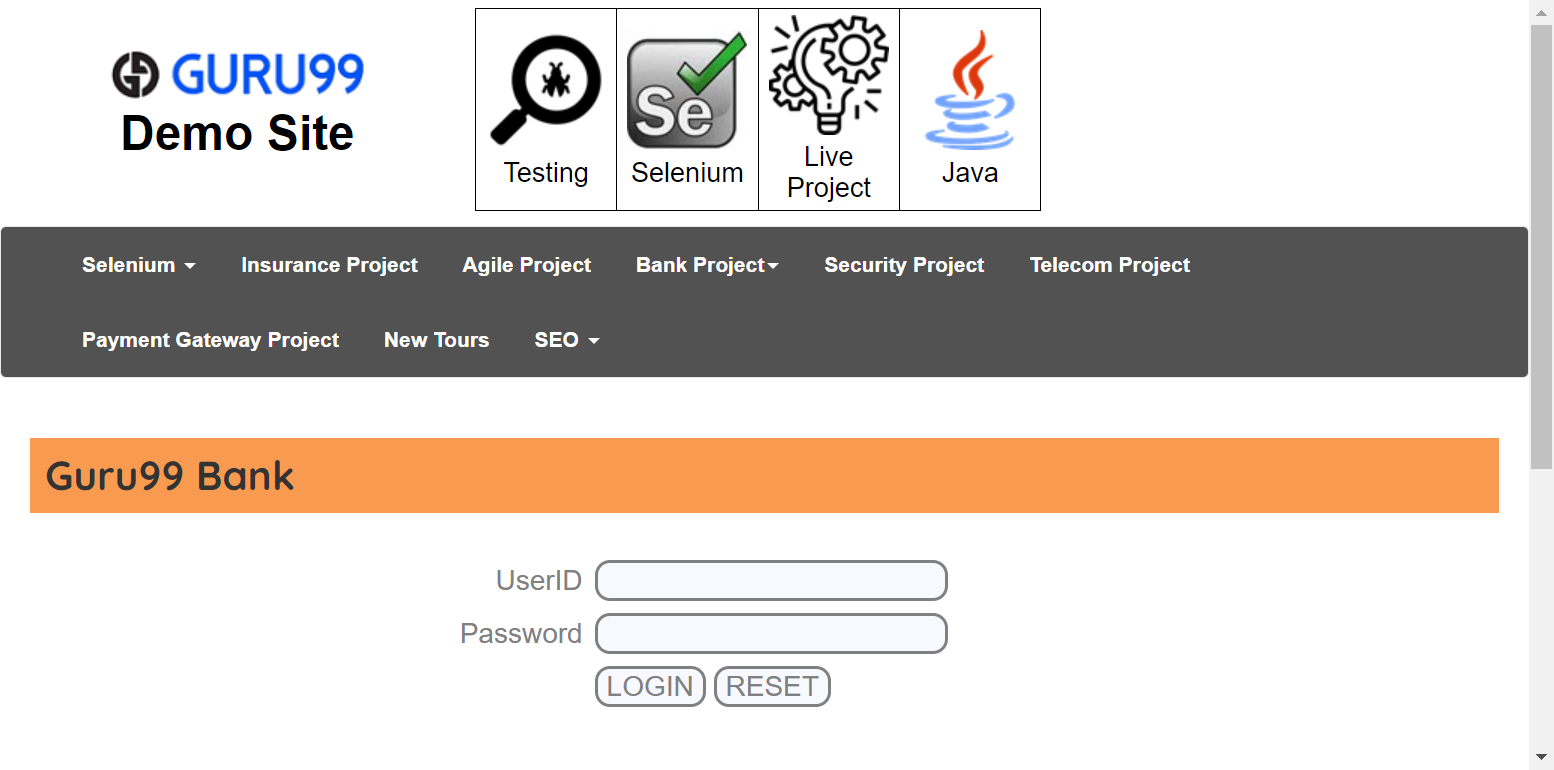 GURU99
Demo Site
Testing
Se
Selenium
Live
Project
Java
Selenium
Insurance Project
Agile Project
Bank Project
Security Project
Telecom Project
Payment Gateway Project
New Tours
SEO
Guru99 Bank
UserID
Password
LOGIN RESET